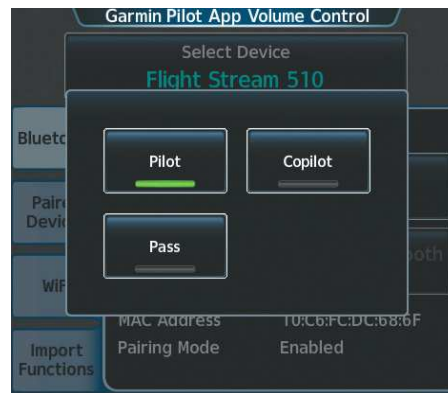 Garmin Pilot App Volume Control
Select Device
Flight Stream 510
Pilot
Copilot
Pass
MAC Address 10:C6:FC:DC:68:6F
Pairing Mode Enabled
Import
Functions